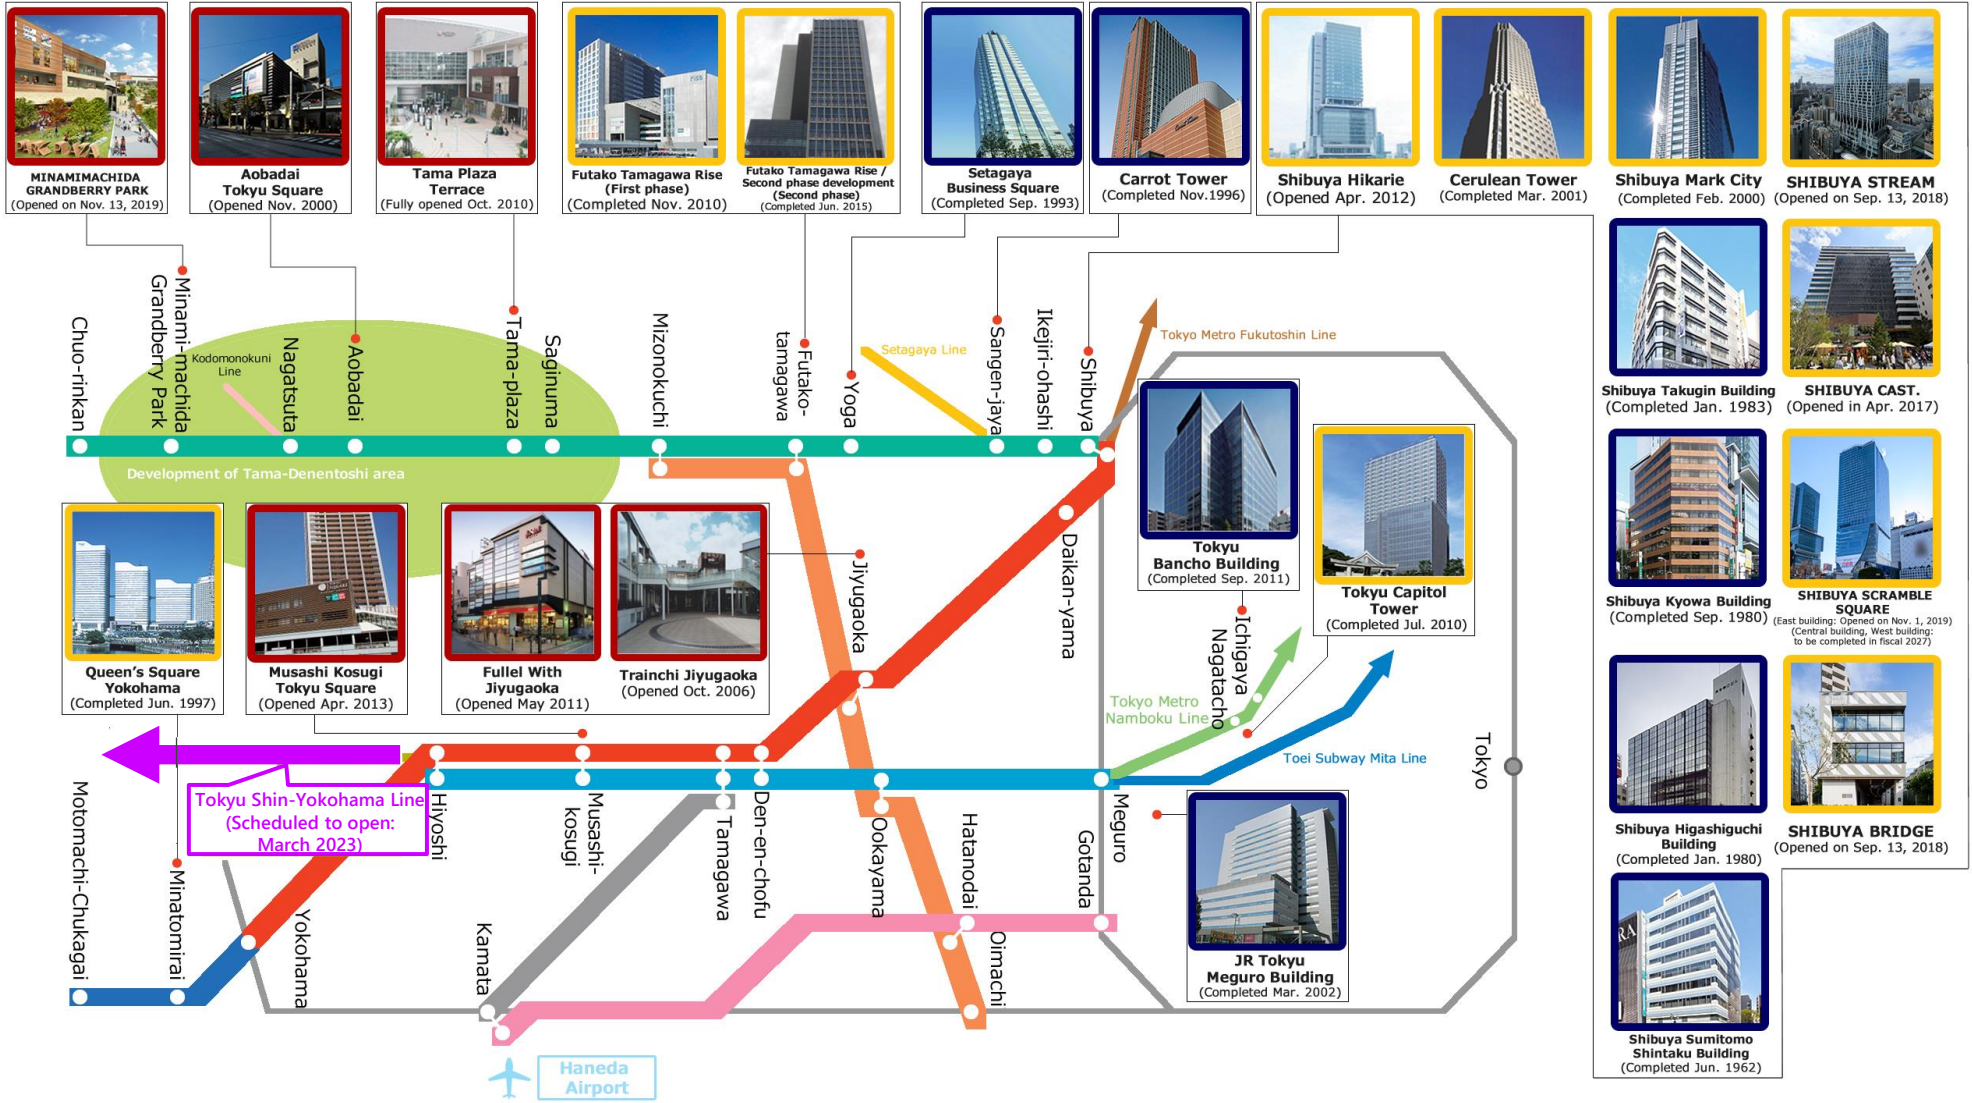 MINAMIMACHIDA
GRANDBERRY PARK
(Opened on Nov. 13, 2019)
Aobadai
Tokyu Square
(Opened Nov. 2000)
Tama Plaza
Terrace
(Fully opened Oct. 2010)
Futako Tamagawa Rise
(First phase)
(Completed Nov. 2010)
Futako Tamagawa Rise /
Second phase development
(Second phase)
(Completed Jun. 2015)
Setagaya
Business Square
(Completed Sep. 1993)
Carrot Tower
(Completed Nov.1996)
Shibuya Hikarie
(Opened Apr. 2012)
Cerulean Tower
(Completed Mar. 2001)
Shibuya Mark City
(Completed Feb. 2000)
SHIBUYA STREAM
(Opened on Sep. 13, 2018)
Shibuya Takugin Building
(Completed Jan. 1983)
SHIBUYA CAST.
(Opened in Apr. 2017)
Shibuya Kyowa Building
(Completed Sep. 1980)
SHIBUYA SCRAMBLE
SQUARE
(East building: Opened on Nov. 1, 2019)
(Central building, West building:
to be completed in fiscal 2027)
Shibuya Higashiguchi
Building
(Completed Jan. 1980)
SHIBUYA BRIDGE
(Opened on Sep. 13, 2018)
Shibuya Sumitomo
Shintaku Building
(Completed Jun. 1962)
Chuo-rinkan
Minami-machida
Grandberry Park
Kodomonokuni
Line
Nagatsuta
Aobadai
Tama-plaza
Saginuma
Mizonokuchi
Futako-
tamagawa
Yoga
Setagaya Line
Sangen-jaya
Ikejiri-ohashi
Shibuya
Tokyo Metro Fukutoshin Line
Development of Tama-Denentoshi area
Queen's Square
Yokohama
(Completed Jun. 1997)
Musashi Kosugi
Tokyu Square
(Opened Apr. 2013)
Fullel With
Jiyugaoka
(Opened May 2011)
Trainchi Jiyugaoka
(Opened Oct. 2006)
Jiyugaoka
Daikan-yama
Tokyu
Bancho Building
(Completed Sep. 2011)
Tokyu Capitol
Tower
(Completed Jul. 2010)
Ichigaya
Nagatacho
Tokyo Metro
Namboku Line
Toei Subway Mita Line
Tokyo
Tokyu Shin-Yokohama Line
(Scheduled to open:
March 2023)
Motomachi-Chukagai
Minatomirai
Yokohama
Hiyoshi
Musashi-
kosugi
Tamagawa
Den-en-chofu
Ookayama
Hatanodai
Gotanda
Meguro
Kamata
Oimachi
JR Tokyu
Meguro Building
(Completed Mar. 2002)
Haneda
Airport